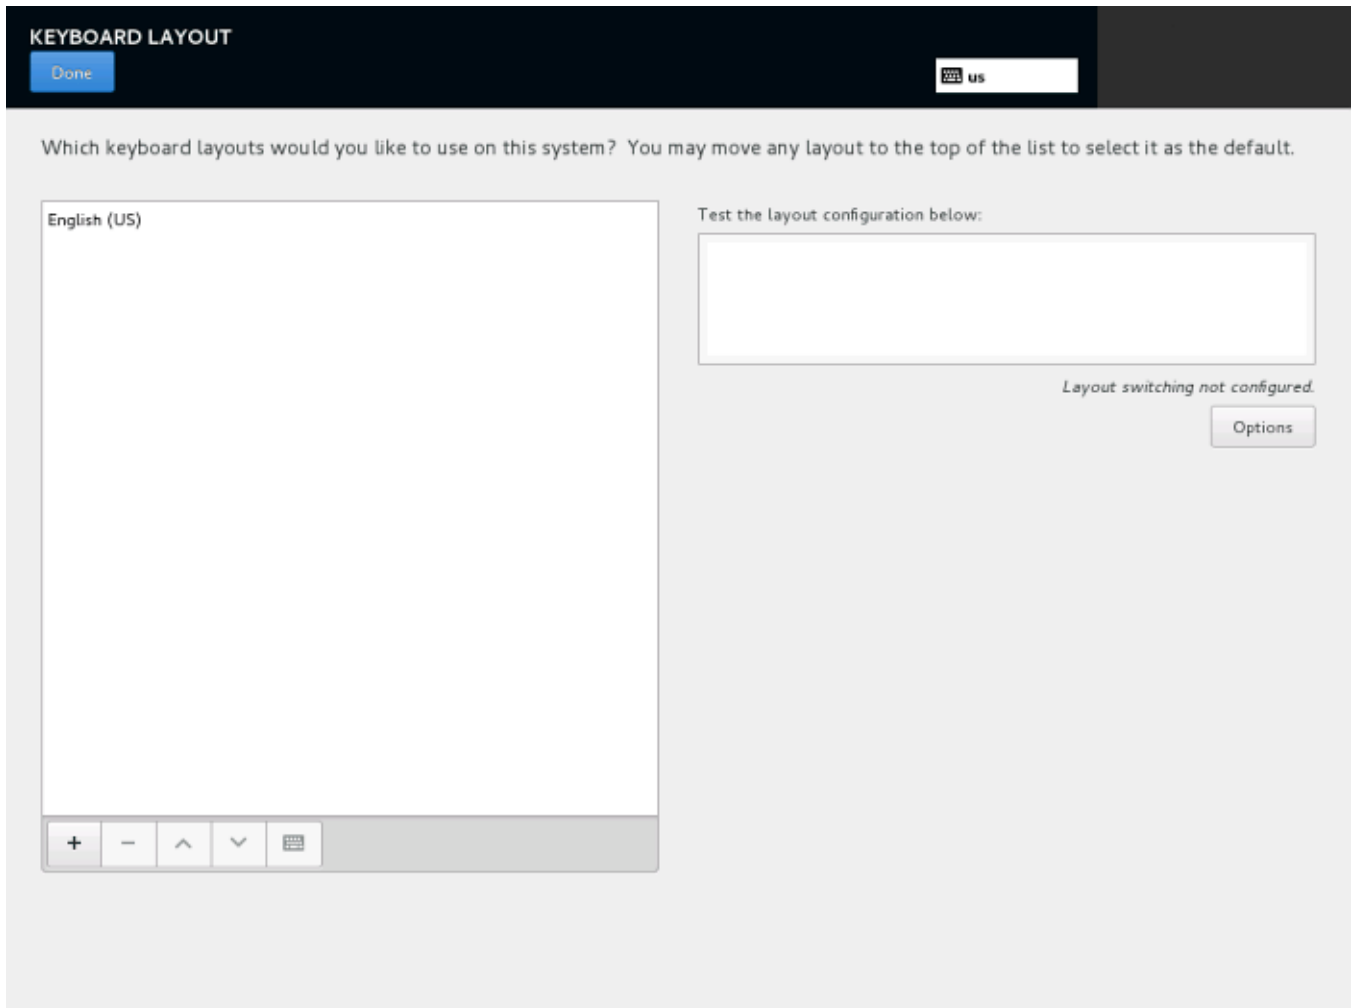 KEYBOARD LAYOUT
Done
us
Which keyboard layouts would you like to use on this system?  You may move any layout to the top of the list to select it as the default.
English (US)
Test the layout configuration below:
Layout switching not configured.
Options